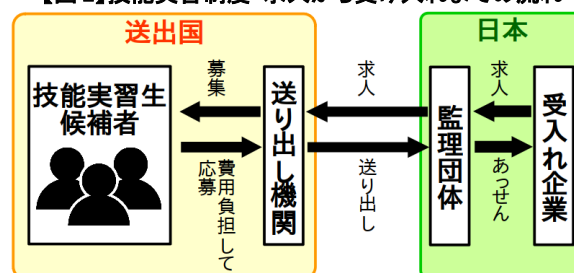 送出国
日本
技能実習生
候補者
募集
費用負担して
応募
送り出し機関
求人
送り出し
監理団体
求人
あっせん
受入れ企業